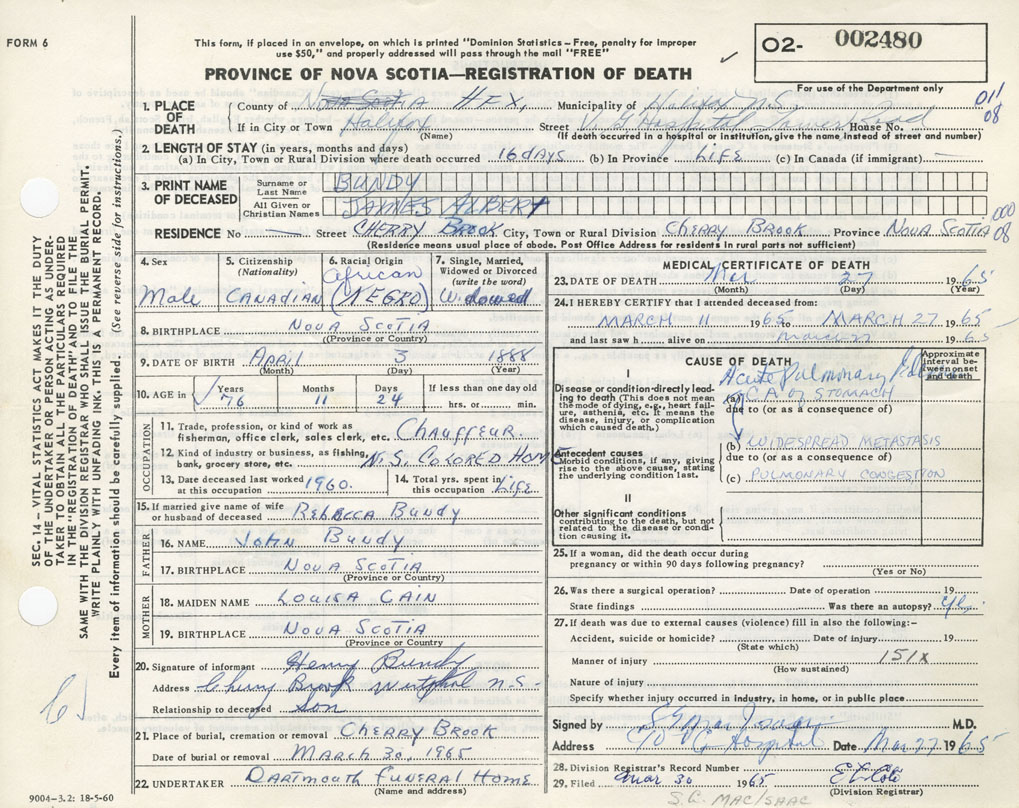 FORM 6
This form, if placed in an envelope, on which is printed "Dominion Statistics – Free, penalty for improper
use $50," and properly addressed will pass through the mail "FREE"
PROVINCE OF NOVA SCOTIA—REGISTRATION OF DEATH
O2- 002480
For use of the Department only
011
08
1. PLACE OF DEATH
County of Nova Scotia HFX, Municipality of Halifax N.S.
If in City or Town Halifax Street V.G. Hospital Tower Road House No.
(Name) (If death occurred in a hospital or institution, give the name instead of street and number)
2. LENGTH OF STAY (in years, months and days)
(a) In City, Town or Rural Division where death occurred 16 days (b) In Province LIFE (c) In Canada (if immigrant)
3. PRINT NAME OF DECEASED
Surname or Last Name BUNDY
All Given or Christian Names JAMES ALBERT
RESIDENCE No Street CHERRY BROOK City, Town or Rural Division CHERRY BROOK Province NOVA SCOTIA
000
08
(Residence means usual place of abode. Post Office Address for residents in rural parts not sufficient)
4. Sex Male
5. Citizenship (Nationality) CANADIAN
6. Racial Origin African (NEGRO)
7. Single, Married, Widowed or Divorced (write the word) Widowed
8. BIRTHPLACE NOVA SCOTIA
(Province or Country)
9. DATE OF BIRTH April 3 1888
(Month) (Day) (Year)
10. AGE in Years 76 Months 11 Days 24 If less than one day old hrs. or min.
OCCUPATION
11. Trade, profession, or kind of work as fisherman, office clerk, sales clerk, etc. CHAUFFEUR
12. Kind of industry or business, as fishing, bank, grocery store, etc. N.S. COLORED HOME
13. Date deceased last worked at this occupation 1960.
14. Total yrs. spent in this occupation Life
15. If married give name of wife or husband of deceased REBECCA BUNDY
FATHER
16. NAME John BUNDY
17. BIRTHPLACE NOVA SCOTIA
(Province or Country)
MOTHER
18. MAIDEN NAME LOUISA CAIN
19. BIRTHPLACE NOVA SCOTIA
(Province or Country)
20. Signature of informant Henry Bundy
Address Cherry Brook Westphal N.S.
Relationship to deceased Son
21. Place of burial, cremation or removal CHERRY BROOK
Date of burial or removal MARCH 30, 1965
22. UNDERTAKER DARTMOUTH FUNERAL HOME
(Name and address)
9004-3.2: 18-5-60
MEDICAL CERTIFICATE OF DEATH
23. DATE OF DEATH Mar 27 1965
(Month) (Day) (Year)
24. I HEREBY CERTIFY that I attended deceased from:
MARCH 11 1965 to MARCH 27 1965
and last saw h alive on March 27 1965
CAUSE OF DEATH
Approximate interval between onset and death
I
Acute Pulmonary
Disease or condition directly leading to death (This does not mean the mode of dying, e.g., heart failure, asthenia, etc. It means the disease, injury, or complication which caused death.)
(a) CA of STOMACH
due to (or as a consequence of)
Antecedent causes
Morbid conditions, if any, giving rise to the above cause, stating the underlying condition last.
(b) WIDESPREAD METASTASIS
due to (or as a consequence of)
(c) PULMONARY CONGESTION
II
Other significant conditions
contributing to the death, but not related to the disease or condition causing it.
25. If a woman, did the death occur during pregnancy or within 90 days following pregnancy?
(Yes or No)
26. Was there a surgical operation? Date of operation 19
State findings Was there an autopsy? yes
27. If death was due to external causes (violence) fill in also the following:–
Accident, suicide or homicide? Date of injury 19
(State which)
Manner of injury 151X
(How sustained)
Nature of injury
Specify whether injury occurred in industry, in home, or in public place
Signed by M.D.
Address c/o V G Hospital Date Mar 27 1965
28. Division Registrar's Record Number
29. Filed Mar 30 1965
(Division Registrar)
S.G. MAC/SAAC
SEC. 14 – VITAL STATISTICS ACT MAKES IT THE DUTY
OF THE UNDERTAKER OR PERSON ACTING AS UNDER-
TAKER TO OBTAIN ALL THE PARTICULARS REQUIRED
IN THE "REGISTRATION OF DEATH" AND TO FILE THE
SAME WITH THE DIVISION REGISTRAR WHO SHALL ISSUE THE BURIAL PERMIT.
WRITE PLAINLY WITH UNFADING INK. THIS IS A PERMANENT RECORD.
Every item of information should be carefully supplied. (See reverse side for instructions.)